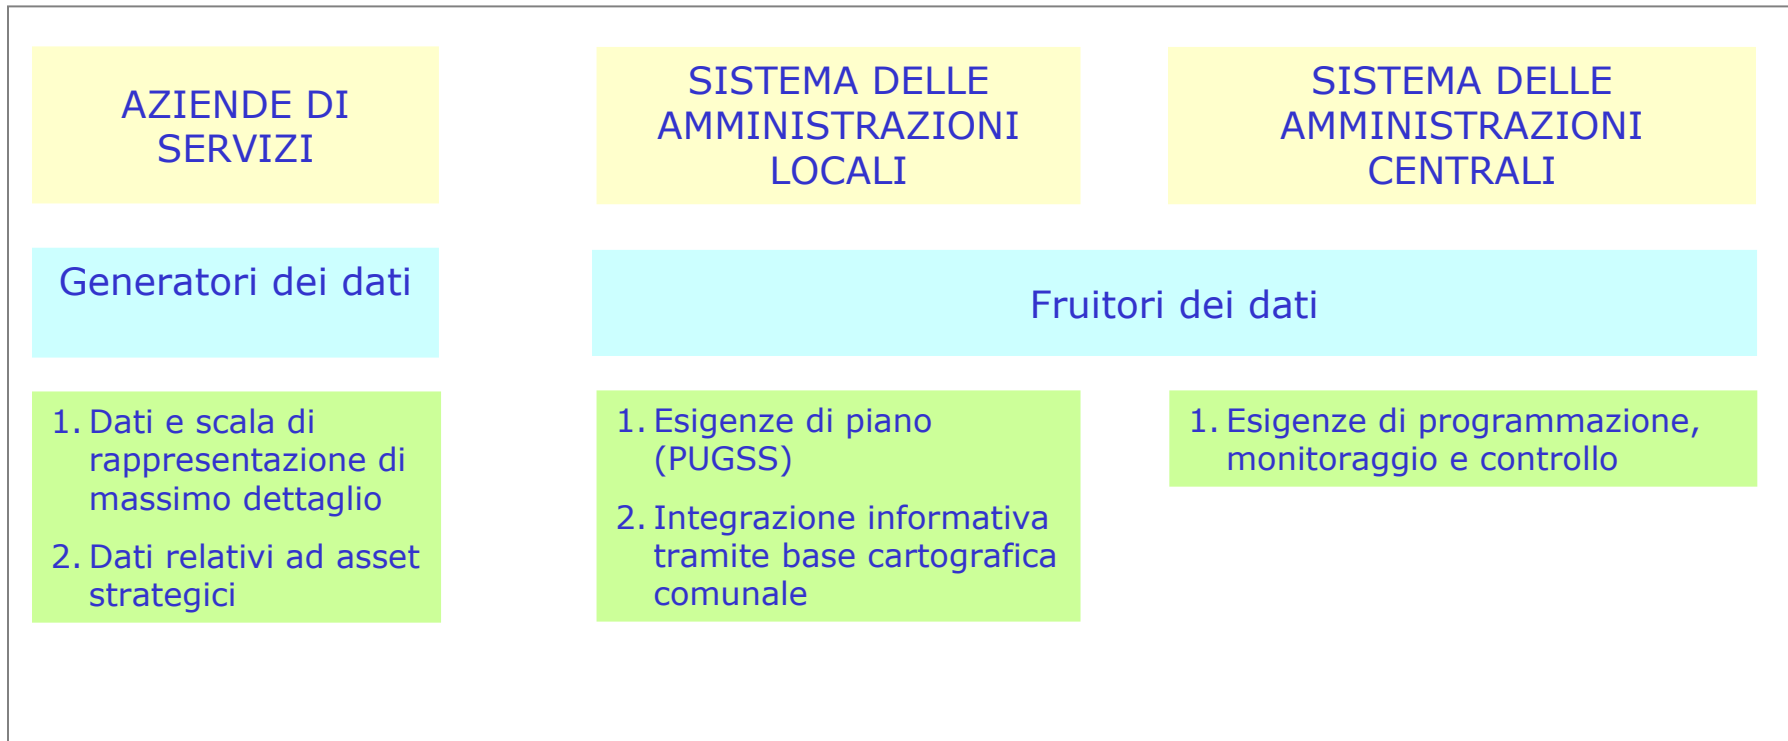 AZIENDE DI
SERVIZI
SISTEMA DELLE
AMMINISTRAZIONI
LOCALI
SISTEMA DELLE
AMMINISTRAZIONI
CENTRALI
Generatori dei dati
Fruitori dei dati
1. Dati e scala di
rappresentazione di
massimo dettaglio
2. Dati relativi ad asset
strategici
1. Esigenze di piano
(PUGSS)
2. Integrazione informativa
tramite base cartografica
comunale
1. Esigenze di programmazione,
monitoraggio e controllo